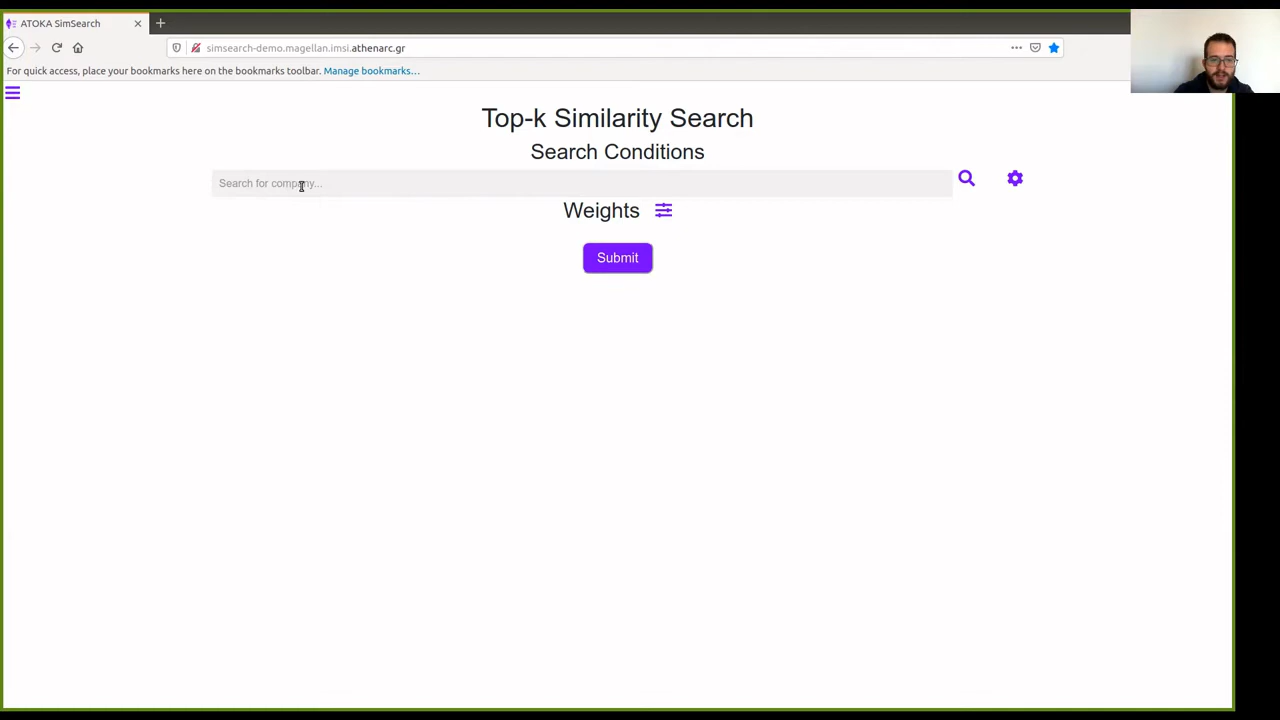 ATOKA SimSearch
simsearch-demo.magellan.imsi.athenarc.gr
For quick access, place your bookmarks here on the bookmarks toolbar. Manage bookmarks...
Top-k Similarity Search
Search Conditions
Search for company...
Weights
Submit